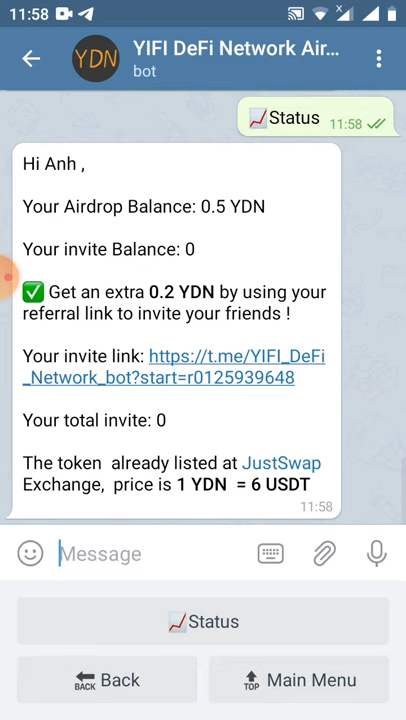 11:58
YDN
YIFI DeFi Network Air...
bot
📈Status 11:58
Hi Anh ,
Your Airdrop Balance: 0.5 YDN
Your invite Balance: 0
✅ Get an extra 0.2 YDN by using your
referral link to invite your friends !
Your invite link: https://t.me/YIFI_DeFi
_Network_bot?start=r0125939648
Your total invite: 0
The token already listed at JustSwap
Exchange, price is 1 YDN = 6 USDT
11:58
Message
📈Status
BACK Back
TOP Main Menu